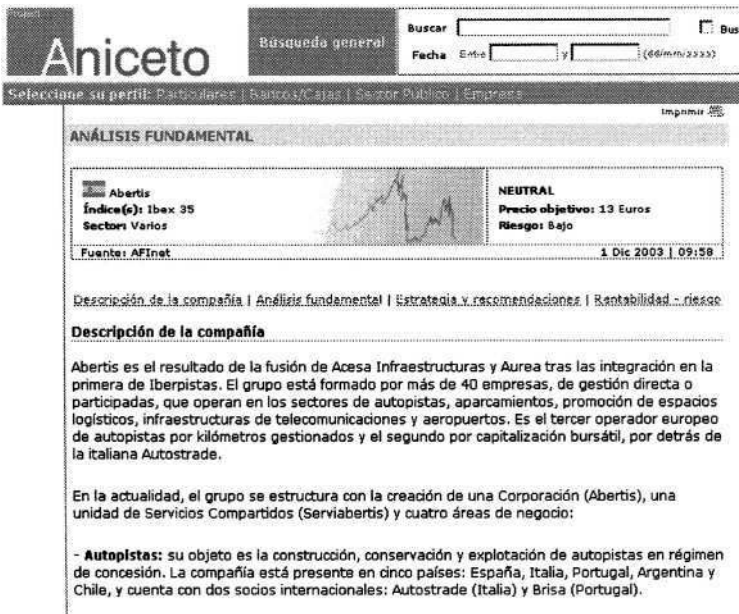 Aniceto
Búsqueda general
Buscar
Bus
Fecha Entre y (dd/mm/aaaa)
Seleccione su perfil: Particulares | Bancos/Cajas | Sector Público | Empresa
Imprimir
ANÁLISIS FUNDAMENTAL
Abertis
Índice(s): Ibex 35
Sector: Varios
NEUTRAL
Precio objetivo: 13 Euros
Riesgo: Bajo
Fuente: AFInet
1 Dic 2003 | 09:58
Descripción de la compañía | Análisis fundamental | Estrategia y recomendaciones | Rentabilidad - riesgo
Descripción de la compañía
Abertis es el resultado de la fusión de Acesa Infraestructuras y Aurea tras las integración en la
primera de Iberpistas. El grupo está formado por más de 40 empresas, de gestión directa o
participadas, que operan en los sectores de autopistas, aparcamientos, promoción de espacios
logísticos, infraestructuras de telecomunicaciones y aeropuertos. Es el tercer operador europeo
de autopistas por kilómetros gestionados y el segundo por capitalización bursátil, por detrás de
la italiana Autostrade.
En la actualidad, el grupo se estructura con la creación de una Corporación (Abertis), una
unidad de Servicios Compartidos (Serviabertis) y cuatro áreas de negocio:
- Autopistas: su objeto es la construcción, conservación y explotación de autopistas en régimen
de concesión. La compañía está presente en cinco países: España, Italia, Portugal, Argentina y
Chile, y cuenta con dos socios internacionales: Autostrade (Italia) y Brisa (Portugal).